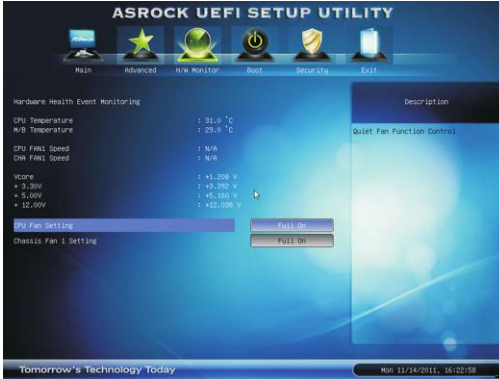 ASROCK UEFI SETUP UTILITY
Main Advanced H/W Monitor Boot Security Exit
Hardware Health Event Monitoring
CPU Temperature : 31.0 °C
M/B Temperature : 29.0 °C
CPU FAN1 Speed : N/A
CHA FAN1 Speed : N/A
Vcore : +1.208 V
+ 3.30V : +3.392 V
+ 5.00V : +5.160 V
+ 12.00V : +12.038 V
CPU Fan Setting Full On
Chassis Fan 1 Setting Full On
Description
Quiet Fan Function Control
Tomorrow's Technology Today
Mon 11/14/2011, 16:22:58